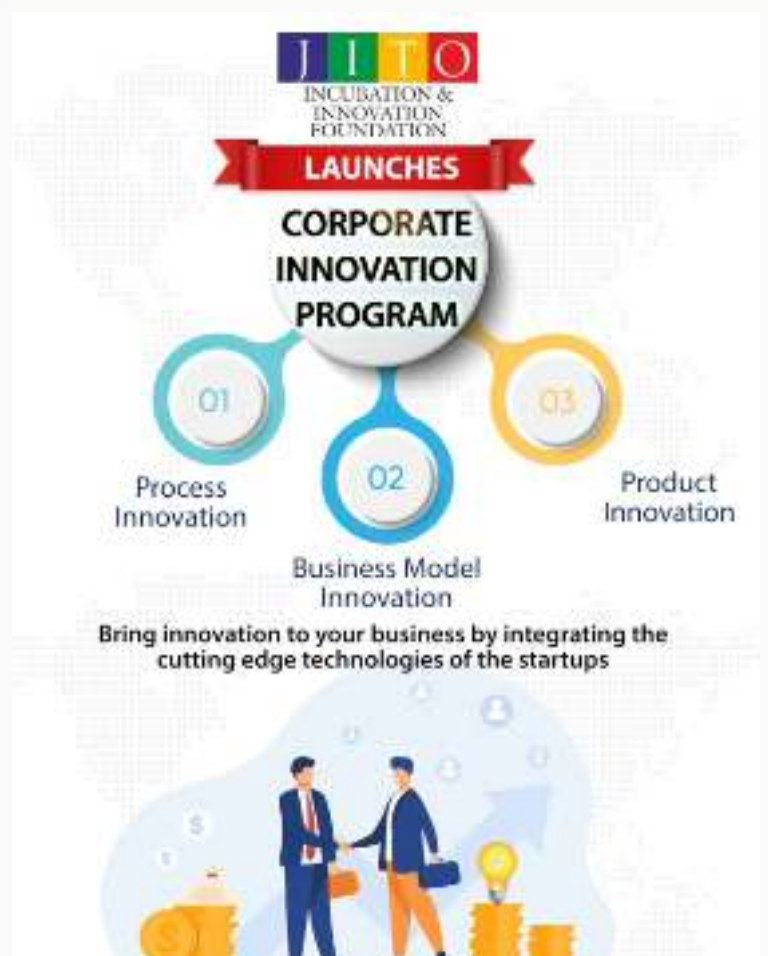 JITO
INCUBATION &
INNOVATION
FOUNDATION
LAUNCHES
CORPORATE
INNOVATION
PROGRAM
01
02
03
Process
Innovation
Business Model
Innovation
Product
Innovation
Bring innovation to your business by integrating the
cutting edge technologies of the startups
$
$
$